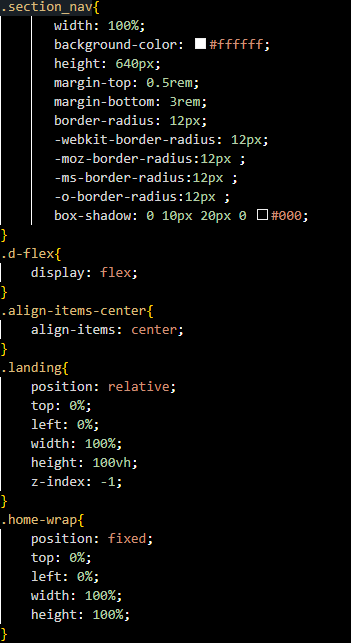 .section_nav{
width: 100%;
background-color: #ffffff;
height: 640px;
margin-top: 0.5rem;
margin-bottom: 3rem;
border-radius: 12px;
-webkit-border-radius: 12px;
-moz-border-radius:12px ;
-ms-border-radius:12px ;
-o-border-radius:12px ;
box-shadow: 0 10px 20px 0 #000;
}
.d-flex{
display: flex;
}
.align-items-center{
align-items: center;
}
.landing{
position: relative;
top: 0%;
left: 0%;
width: 100%;
height: 100vh;
z-index: -1;
}
.home-wrap{
position: fixed;
top: 0%;
left: 0%;
width: 100%;
height: 100%;
}